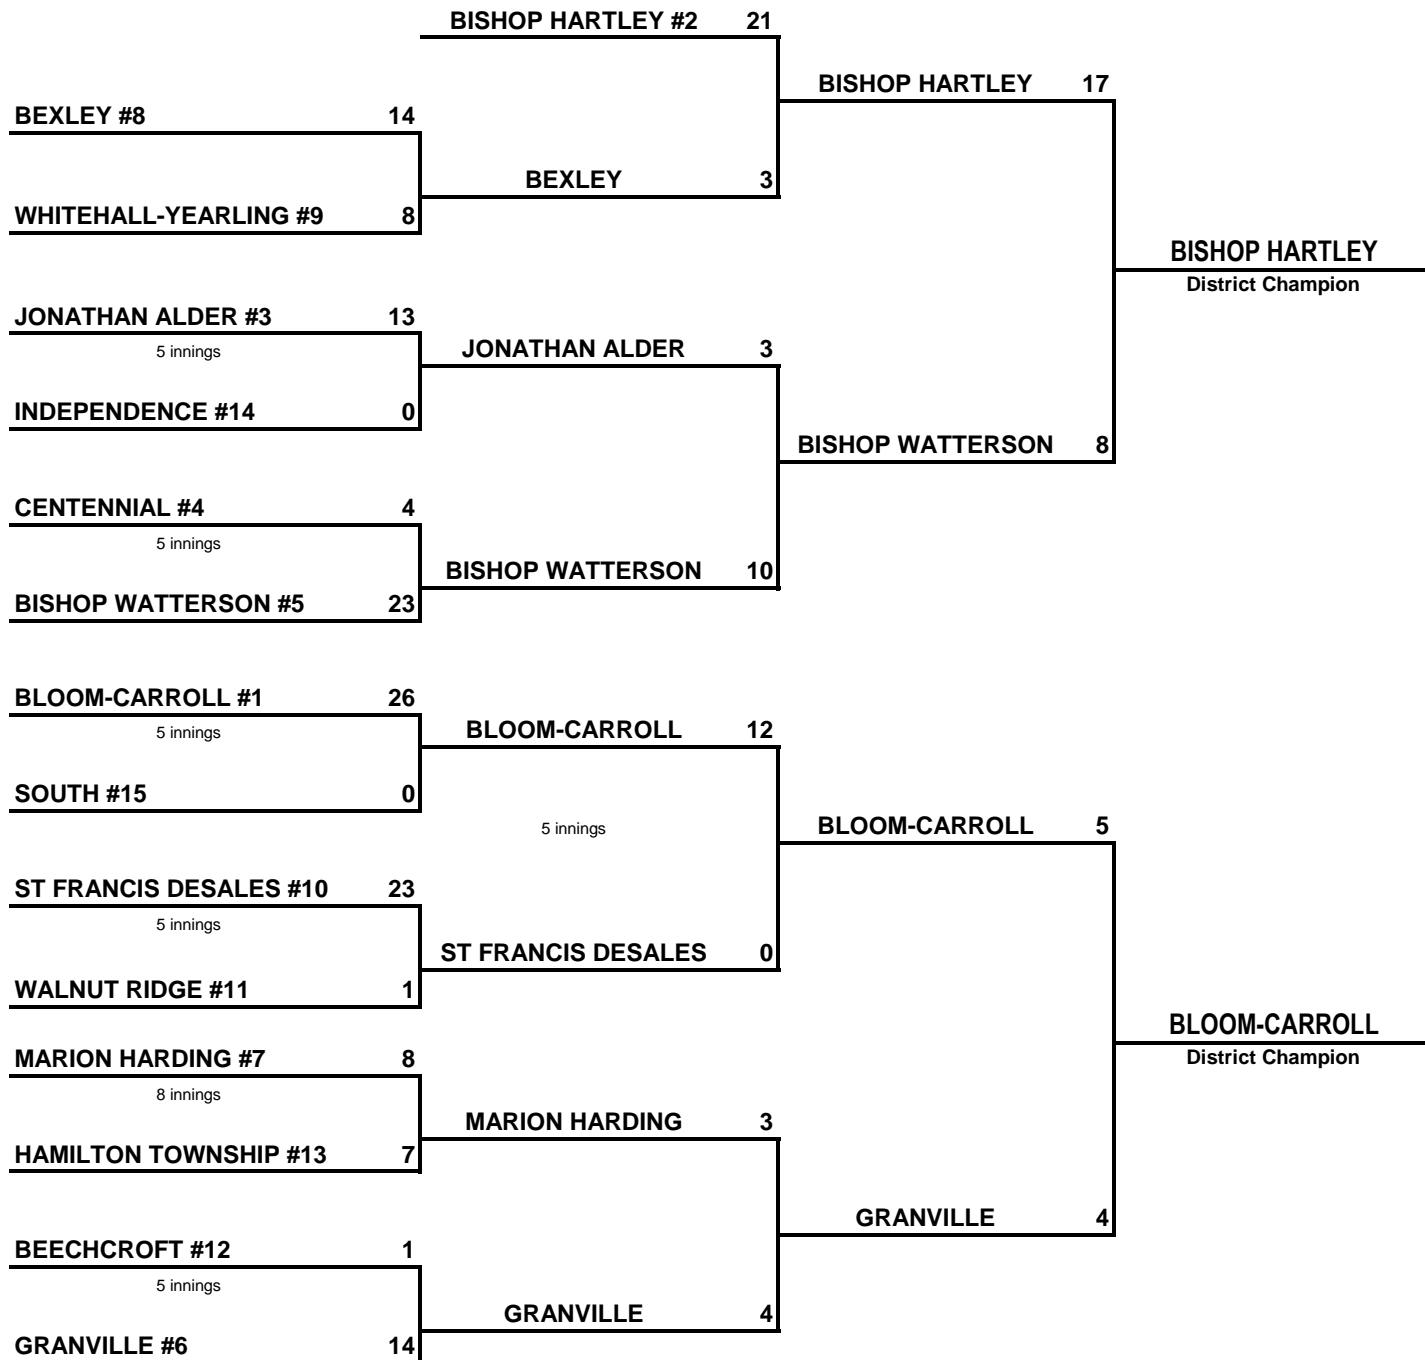 BISHOP HARTLEY #2 21
BISHOP HARTLEY 17
BEXLEY #8 14
BEXLEY 3
WHITEHALL-YEARLING #9 8
BISHOP HARTLEY
District Champion
JONATHAN ALDER #3 13
5 innings
JONATHAN ALDER 3
INDEPENDENCE #14 0
BISHOP WATTERSON 8
CENTENNIAL #4 4
5 innings
BISHOP WATTERSON 10
BISHOP WATTERSON #5 23
BLOOM-CARROLL #1 26
5 innings
BLOOM-CARROLL 12
SOUTH #15 0
5 innings
BLOOM-CARROLL 5
ST FRANCIS DESALES #10 23
5 innings
ST FRANCIS DESALES 0
WALNUT RIDGE #11 1
BLOOM-CARROLL
District Champion
MARION HARDING #7 8
8 innings
MARION HARDING 3
HAMILTON TOWNSHIP #13 7
GRANVILLE 4
BEECHCROFT #12 1
5 innings
GRANVILLE 4
GRANVILLE #6 14